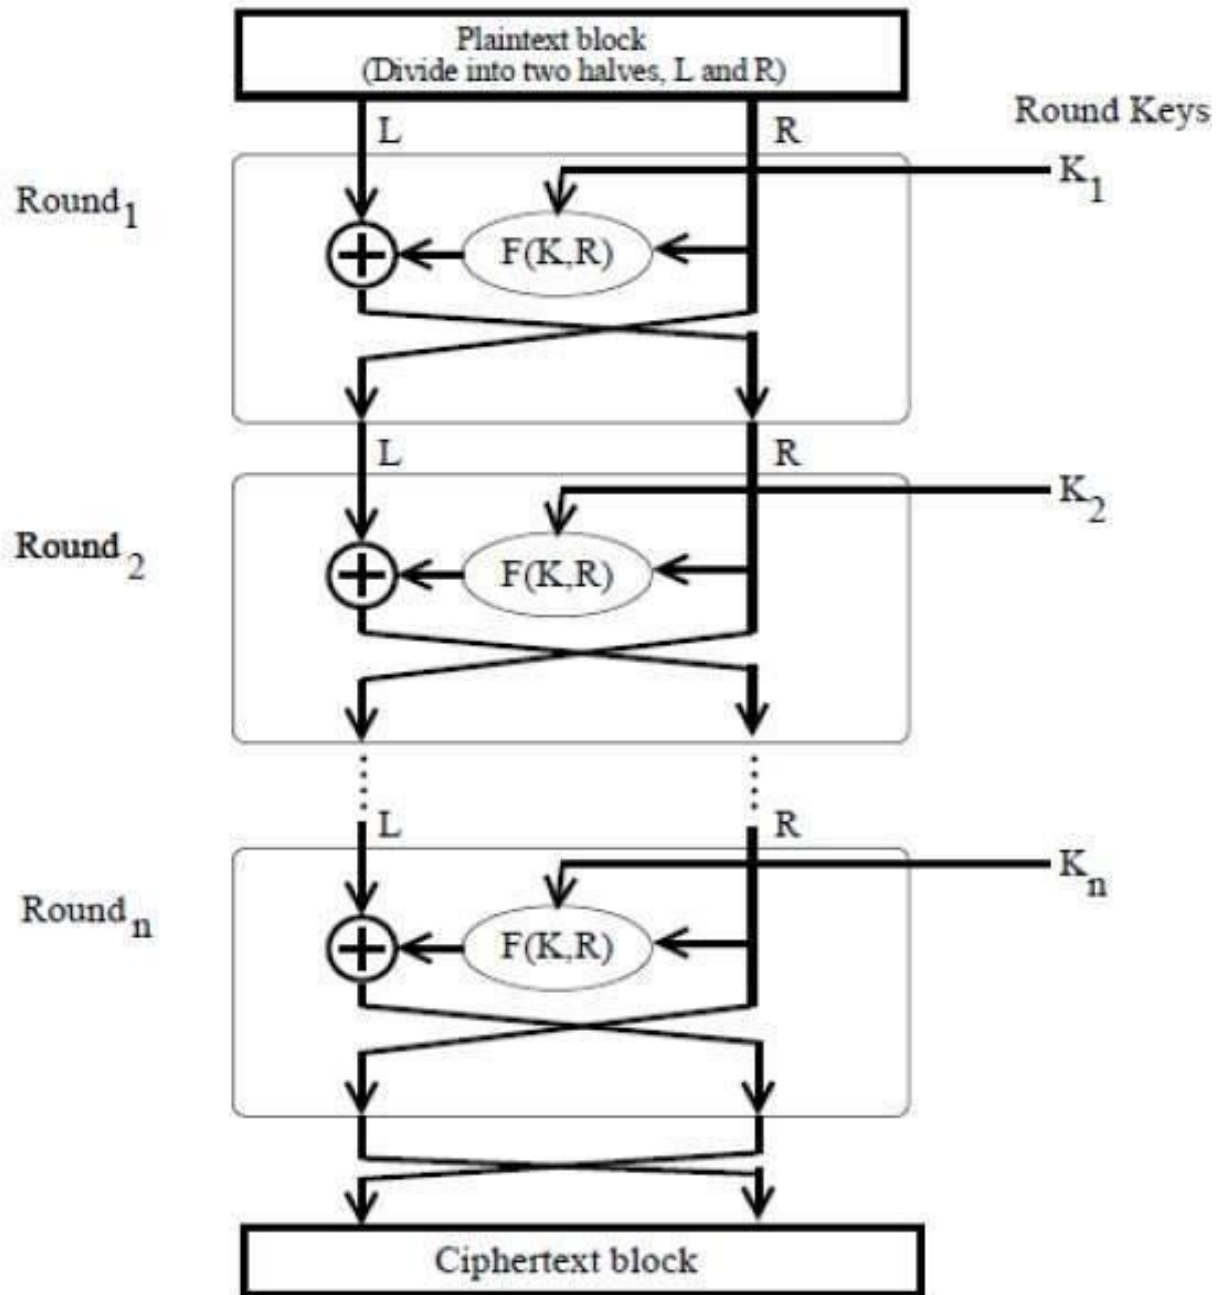 Plaintext block
(Divide into two halves, L and R)
Round Keys
L
R
K1
Round1
F(K,R)
L
R
K2
Round2
F(K,R)
L
R
Kn
Roundn
F(K,R)
Ciphertext block